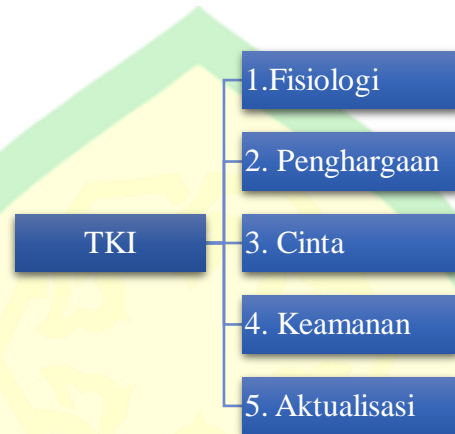 1.Fisiologi
2. Penghargaan
TKI
3. Cinta
4. Keamanan
5. Aktualisasi